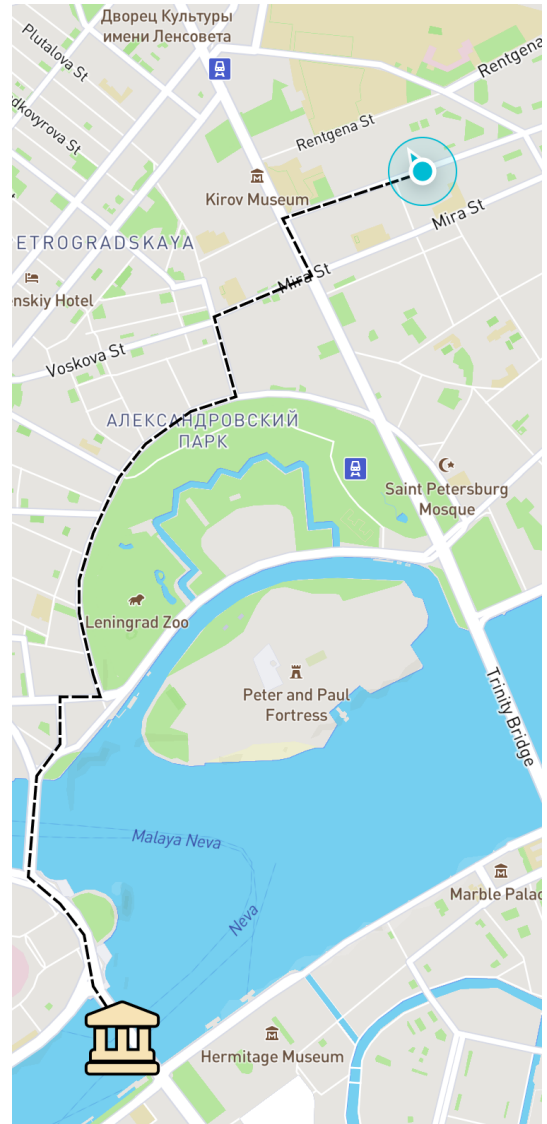 Дворец Культуры
имени Ленсовета
Plutalova St
dkovyrova St
Rentgena
Rentgena St
Kirov Museum
Mira St
ETROGRADSKAYA
Mira St
enskiy Hotel
Voskova St
АЛЕКСАНДРОВСКИЙ
ПАРК
Saint Petersburg
Mosque
Leningrad Zoo
Peter and Paul
Fortress
Trinity Bridge
Malaya Neva
Marble Palac
Neva
Hermitage Museum